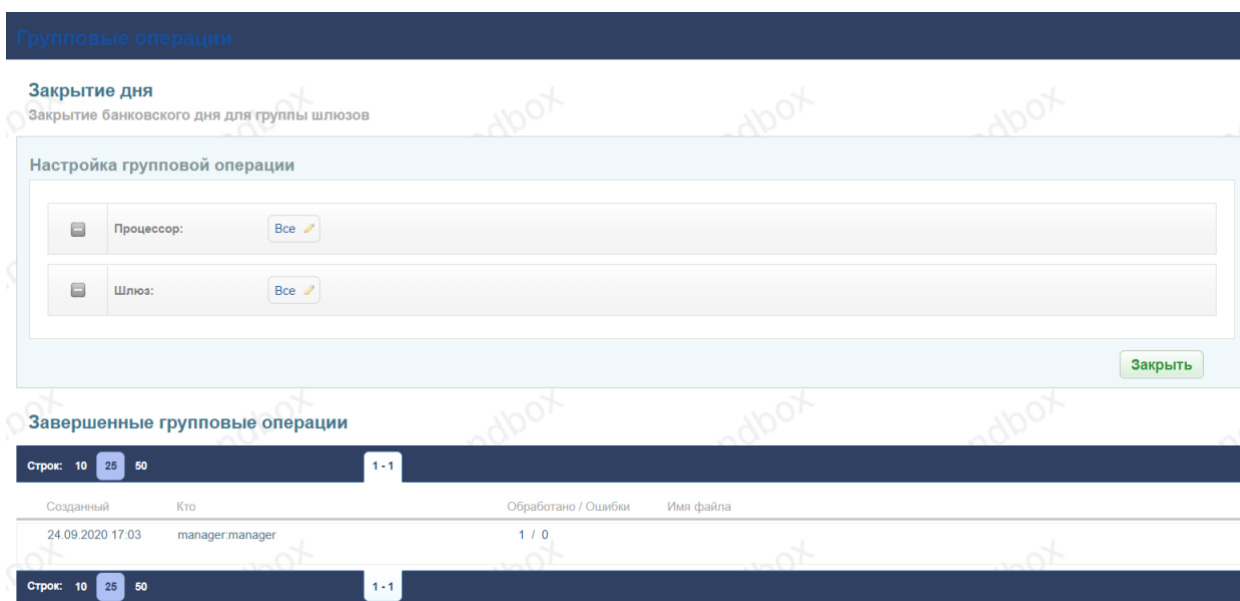 Групповые операции
Закрытие дня
Закрытие банковского дня для группы шлюзов
Настройка групповой операции
Процессор: Все
Шлюз: Все
Закрыть
Завершенные групповые операции
Строк: 10 25 50 1 - 1
Созданный Кто Обработано / Ошибки Имя файла
24.09.2020 17:03 manager.manager 1 / 0
Строк: 10 25 50 1 - 1